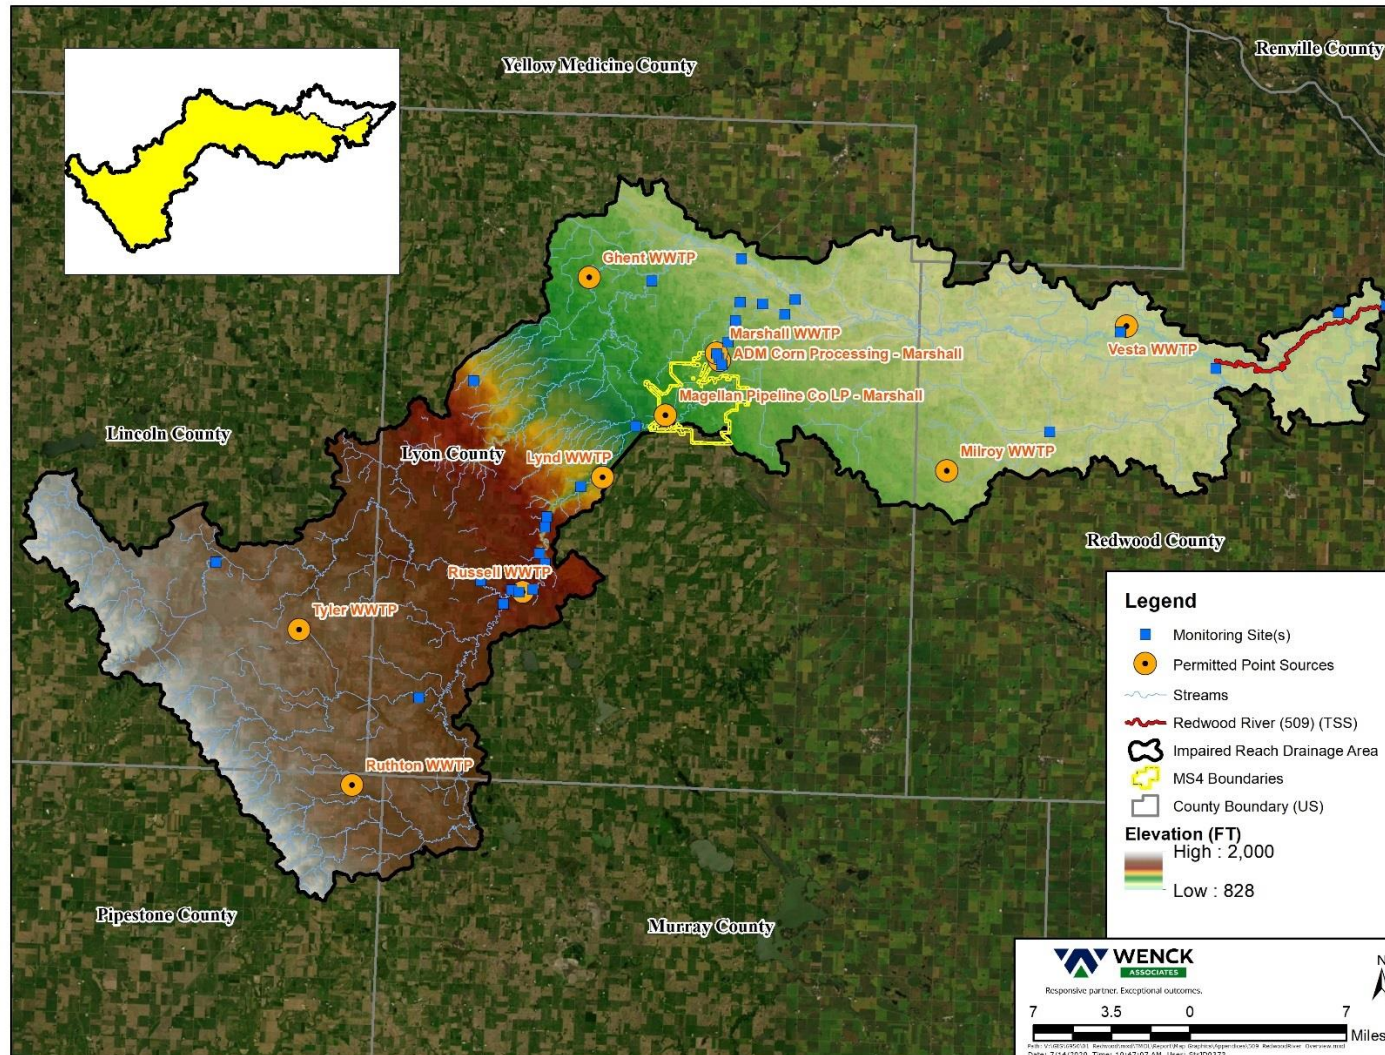 Yellow Medicine County
Renville County
Ghent WWTP
Marshall WWTP
ADM Corn Processing - Marshall
Vesta WWTP
Magellan Pipeline Co LP - Marshall
Lincoln County
Lyon County
Lynd WWTP
Milroy WWTP
Redwood County
Russell WWTP
Tyler WWTP
Ruthton WWTP
Pipestone County
Murray County
Legend
Monitoring Site(s)
Permitted Point Sources
Streams
Redwood River (509) (TSS)
Impaired Reach Drainage Area
MS4 Boundaries
County Boundary (US)
Elevation (FT)
High : 2,000
Low : 828
WENCK
ASSOCIATES
Responsive partner. Exceptional outcomes.
N
7 3.5 0 7
Miles